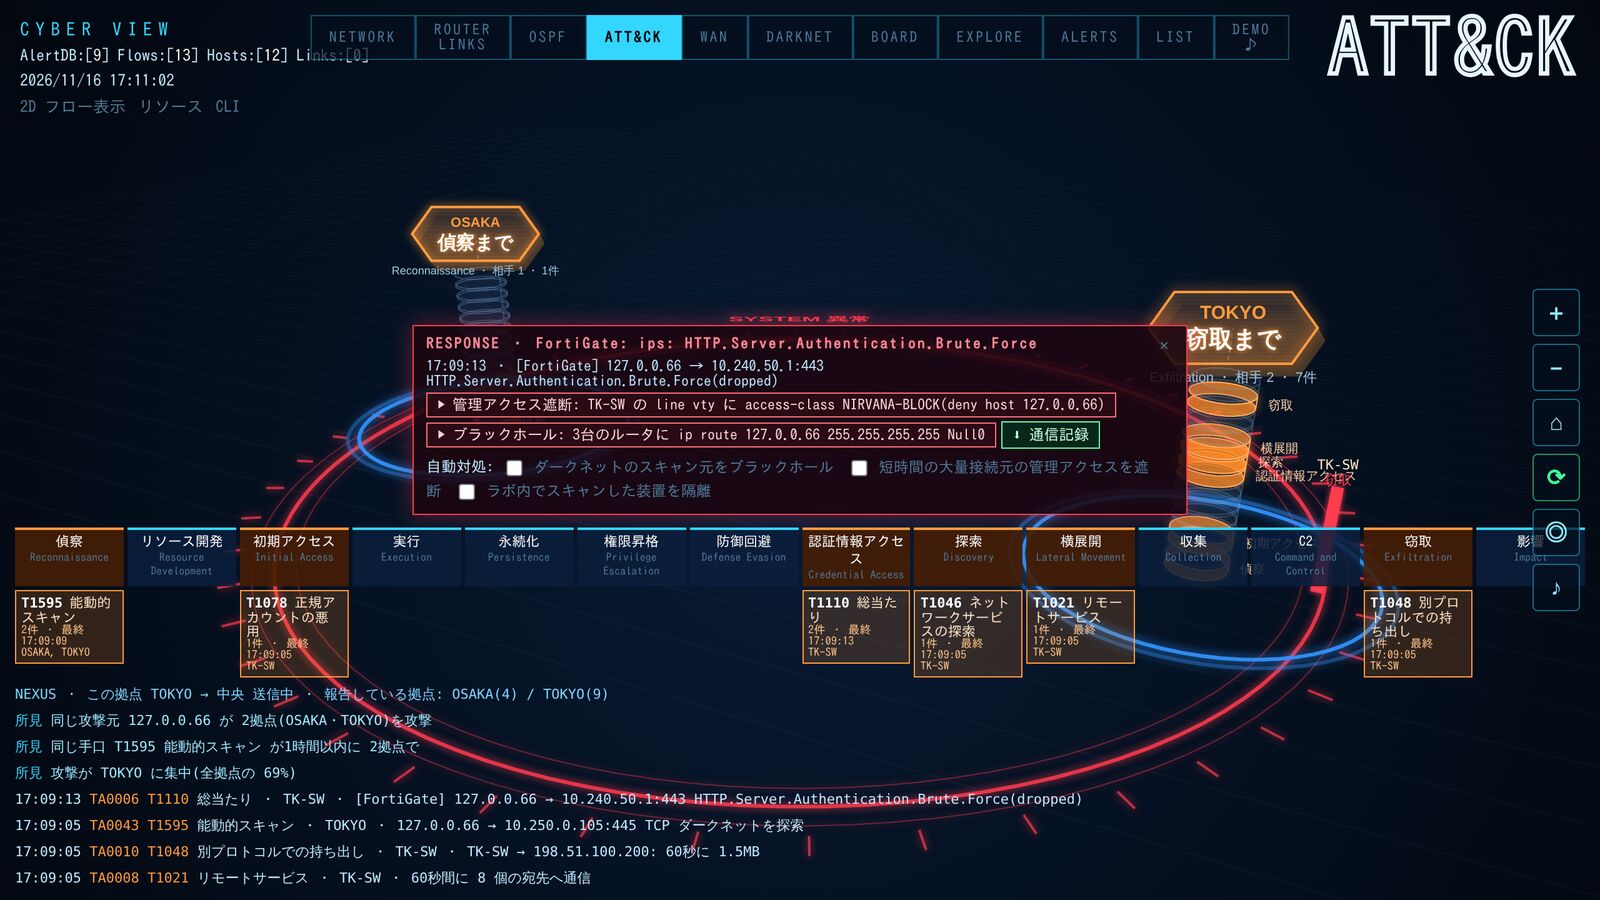 CYBER VIEW
AlertDB:[9] Flows:[13] Hosts:[12] Links:[0]
2026/11/16 17:11:02
2D フロー表示 リソース CLI
NETWORK
ROUTER LINKS
OSPF
ATT&CK
WAN
DARKNET
BOARD
EXPLORE
ALERTS
LIST
DEMO ♪
ATT&CK
OSAKA
偵察まで
Reconnaissance ・ 相手 1 ・ 1件
TOKYO
窃取まで
Exfiltration ・ 相手 2 ・ 7件
SYSTEM 異常
RESPONSE ・ FortiGate: ips: HTTP.Server.Authentication.Brute.Force
×
17:09:13 ・ [FortiGate] 127.0.0.66 → 10.240.50.1:443
HTTP.Server.Authentication.Brute.Force(dropped)
▶ 管理アクセス遮断: TK-SW の line vty に access-class NIRVANA-BLOCK(deny host 127.0.0.66)
▶ ブラックホール: 3台のルータに ip route 127.0.0.66 255.255.255.255 Null0
⬇ 通信記録
自動対処: ダークネットのスキャン元をブラックホール 短時間の大量接続元の管理アクセスを遮
断 ラボ内でスキャンした装置を隔離
窃取
横展開
探索
認証情報アクセス
TK-SW
窃取
初期アク
偵察
+
−
⌂
⟳
◎
♪
偵察
Reconnaissance
リソース開発
Resource
Development
初期アクセス
Initial Access
実行
Execution
永続化
Persistence
権限昇格
Privilege
Escalation
防御回避
Defense Evasion
認証情報アクセ
ス
Credential Access
探索
Discovery
横展開
Lateral Movement
収集
Collection
C2
Command and
Control
窃取
Exfiltration
影響
Impact
T1595 能動的
スキャン
2件 ・ 最終
17:09:09
OSAKA, TOKYO
T1078 正規ア
カウントの悪
用
1件 ・ 最終
17:09:05
TK-SW
T1110 総当た
り
2件 ・ 最終
17:09:13
TK-SW
T1046 ネット
ワークサービ
スの探索
1件 ・ 最終
17:09:05
TK-SW
T1021 リモー
トサービス
1件 ・ 最終
17:09:05
TK-SW
T1048 別プロ
トコルでの持
ち出し
1件 ・ 最終
17:09:05
TK-SW
NEXUS ・ この拠点 TOKYO → 中央 送信中 ・ 報告している拠点: OSAKA(4) / TOKYO(9)
所見 同じ攻撃元 127.0.0.66 が 2拠点(OSAKA・TOKYO)を攻撃
所見 同じ手口 T1595 能動的スキャン が1時間以内に 2拠点で
所見 攻撃が TOKYO に集中(全拠点の 69%)
17:09:13 TA0006 T1110 総当たり ・ TK-SW ・ [FortiGate] 127.0.0.66 → 10.240.50.1:443 HTTP.Server.Authentication.Brute.Force(dropped)
17:09:05 TA0043 T1595 能動的スキャン ・ TOKYO ・ 127.0.0.66 → 10.250.0.105:445 TCP ダークネットを探索
17:09:05 TA0010 T1048 別プロトコルでの持ち出し ・ TK-SW ・ TK-SW → 198.51.100.200: 60秒に 1.5MB
17:09:05 TA0008 T1021 リモートサービス ・ TK-SW ・ 60秒間に 8 個の宛先へ通信